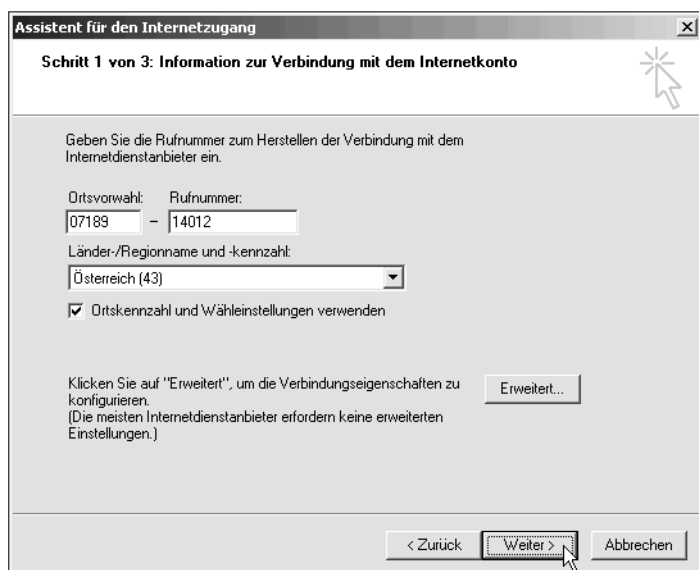 Assistent für den Internetzugang
Schritt 1 von 3: Information zur Verbindung mit dem Internetkonto
Geben Sie die Rufnummer zum Herstellen der Verbindung mit dem
Internetdienstanbieter ein.
Ortsvorwahl: Rufnummer:
07189 – 14012
Länder-/Regionname und -kennzahl:
Österreich (43)
Ortskennzahl und Wähleinstellungen verwenden
Klicken Sie auf "Erweitert", um die Verbindungseigenschaften zu
konfigurieren.
(Die meisten Internetdienstanbieter erfordern keine erweiterten
Einstellungen.)
Erweitert...
< Zurück Weiter > Abbrechen